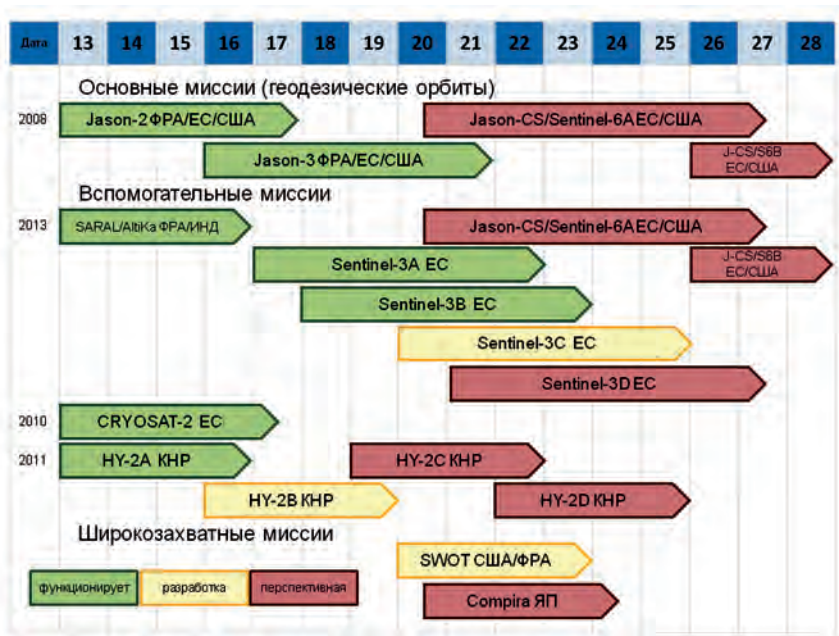 Дата 13 14 15 16 17 18 19 20 21 22 23 24 25 26 27 28
Основные миссии (геодезические орбиты)
2008 Jason-2 ФРА/ЕС/США Jason-CS/Sentinel-6A ЕС/США
Jason-3 ФРА/ЕС/США J-CS/S6B
ЕС/США
Вспомогательные миссии
2013 SARAL/AltiKa ФРА/ИНД Jason-CS/Sentinel-6A ЕС/США
Sentinel-3A ЕС J-CS/S6B
ЕС/США
Sentinel-3B ЕС
Sentinel-3C ЕС
Sentinel-3D ЕС
2010 CRYOSAT-2 ЕС
2011 HY-2A КНР HY-2C КНР
HY-2B КНР HY-2D КНР
Широкозахватные миссии
SWOT США/ФРА
функционирует разработка перспективная Compira ЯП